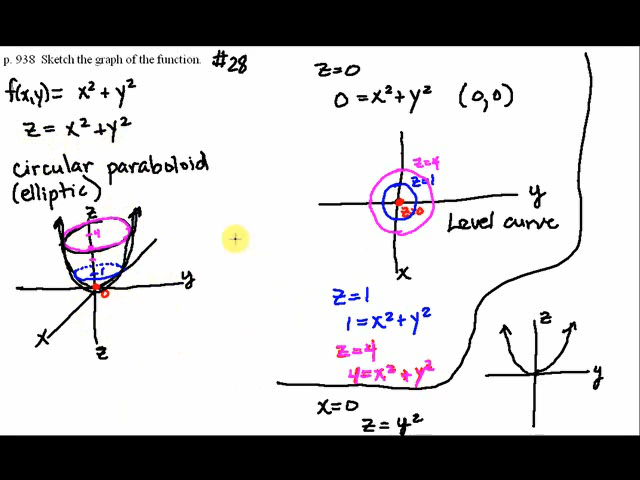 p. 938 Sketch the graph of the function. #28
f(x,y) = x² + y²
z = x² + y²
circular paraboloid
(elliptic)
z
4
1
0
y
x
z
z=0
0 = x² + y² (0,0)
z=4
z=1
z=0
y
Level curve
x
z=1
1 = x² + y²
z=4
4 = x² + y²
x=0
z = y²
z
y